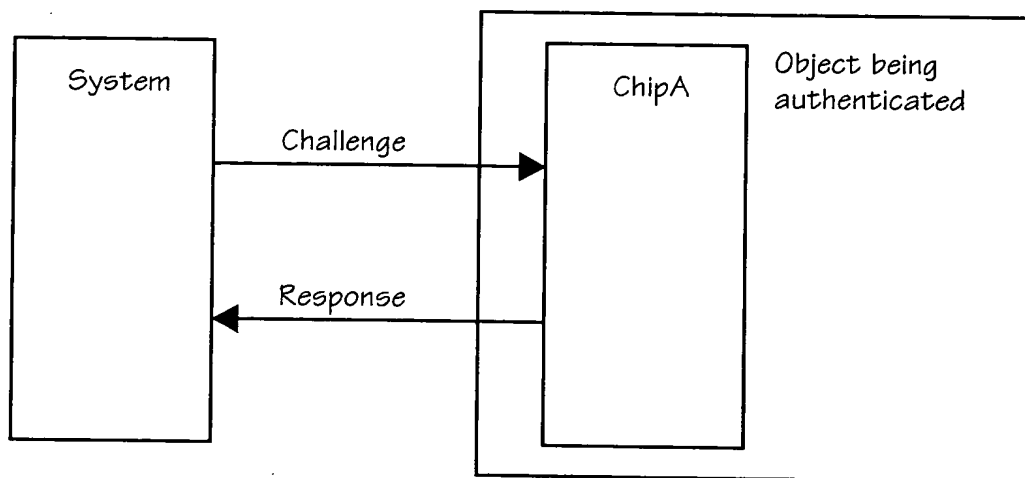 System
ChipA
Object being
authenticated
Challenge
Response